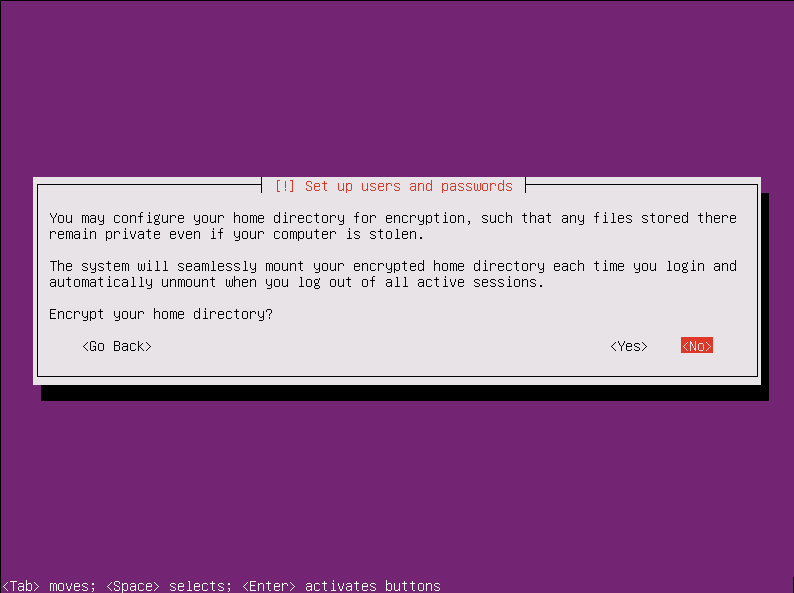 [!] Set up users and passwords
You may configure your home directory for encryption, such that any files stored there
remain private even if your computer is stolen.
The system will seamlessly mount your encrypted home directory each time you login and
automatically unmount when you log out of all active sessions.
Encrypt your home directory?
<Go Back> <Yes> <No>
<Tab> moves; <Space> selects; <Enter> activates buttons